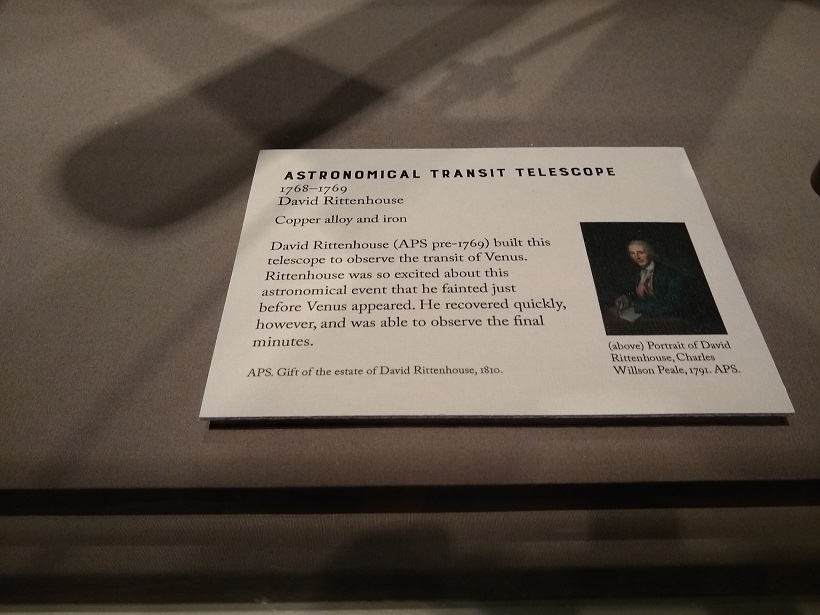 ASTRONOMICAL TRANSIT TELESCOPE
1768–1769
David Rittenhouse
Copper alloy and iron
David Rittenhouse (APS pre-1769) built this
telescope to observe the transit of Venus.
Rittenhouse was so excited about this
astronomical event that he fainted just
before Venus appeared. He recovered quickly,
however, and was able to observe the final
minutes.
APS. Gift of the estate of David Rittenhouse, 1810.
(above) Portrait of David
Rittenhouse, Charles
Willson Peale, 1791. APS.